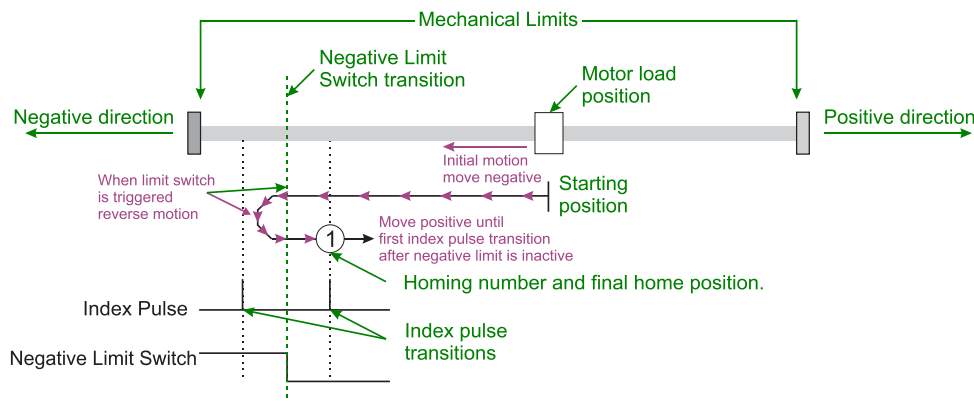 Mechanical Limits
Negative Limit
Switch transition
Motor load
position
Negative direction
Positive direction
Initial motion
move negative
When limit switch
is triggered
reverse motion
Starting
position
1
Move positive until
first index pulse transition
after negative limit is inactive
Homing number and final home position.
Index Pulse
Index pulse
transitions
Negative Limit Switch